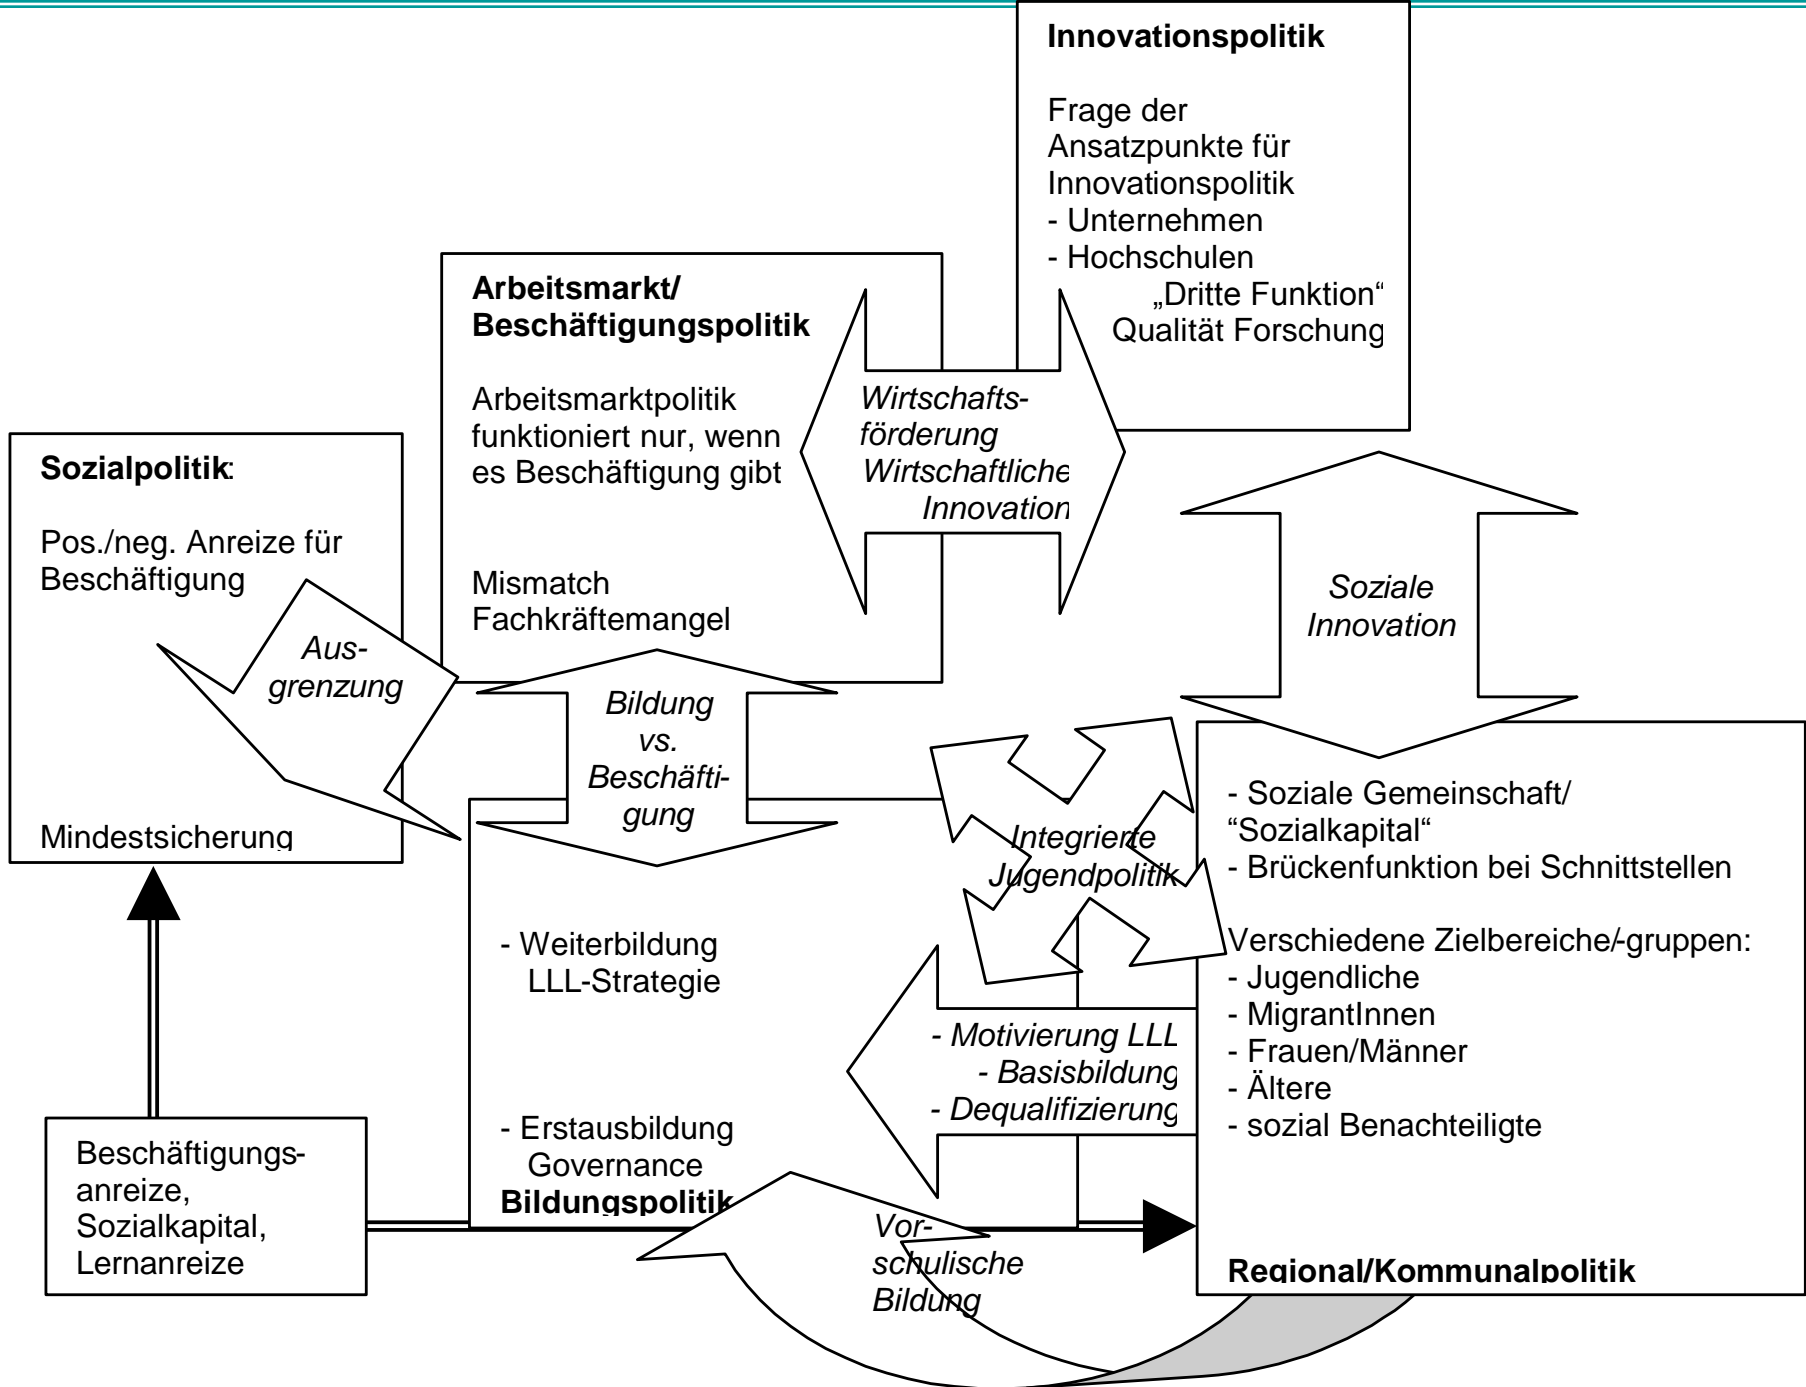 Innovationspolitik
Frage der
Ansatzpunkte für
Innovationspolitik
- Unternehmen
- Hochschulen
„Dritte Funktion“
Qualität Forschung
Arbeitsmarkt/
Beschäftigungspolitik
Arbeitsmarktpolitik
funktioniert nur, wenn
es Beschäftigung gibt
Mismatch
Fachkräftemangel
Wirtschafts-
förderung
Wirtschaftliche
Innovation
Sozialpolitik:
Pos./neg. Anreize für
Beschäftigung
Mindestsicherung
Aus-
grenzung
Bildung
vs.
Beschäfti-
gung
Soziale
Innovation
Integrierte
Jugendpolitik
- Soziale Gemeinschaft/
“Sozialkapital“
- Brückenfunktion bei Schnittstellen
Verschiedene Zielbereiche/-gruppen:
- Jugendliche
- MigrantInnen
- Frauen/Männer
- Ältere
- sozial Benachteiligte
Regional/Kommunalpolitik
- Weiterbildung
LLL-Strategie
- Erstausbildung
Governance
Bildungspolitik
- Motivierung LLL
- Basisbildung
- Dequalifizierung
Beschäftigungs-
anreize,
Sozialkapital,
Lernanreize
Vor-
schulische
Bildung